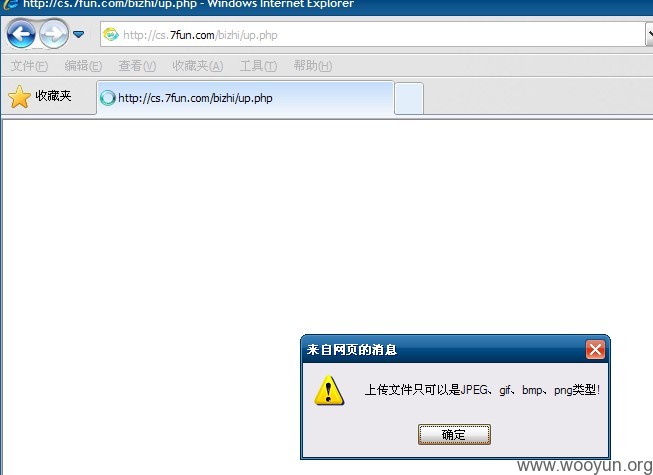 http://cs.7fun.com/bizhi/up.php - Windows Internet Explorer
http://cs.7fun.com/bizhi/up.php
文件(F) 编辑(E) 查看(V) 收藏夹(A) 工具(T) 帮助(H)
收藏夹 http://cs.7fun.com/bizhi/up.php
来自网页的消息
上传文件只可以是JPEG、gif、bmp、png类型!
确定
www.wooyun.org